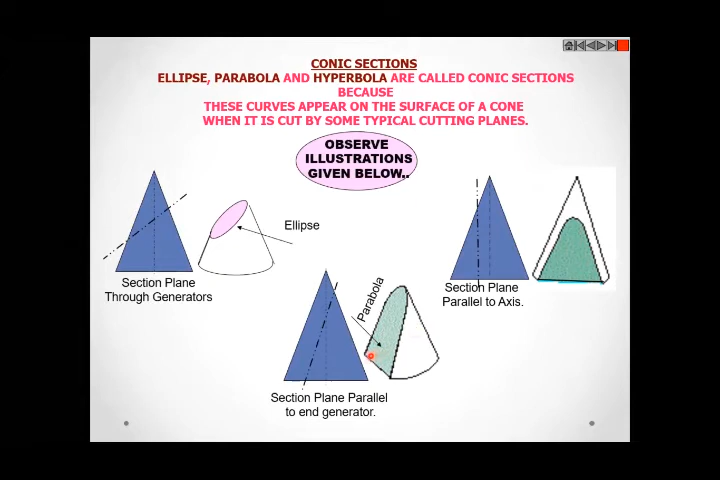 CONIC SECTIONS
ELLIPSE, PARABOLA AND HYPERBOLA ARE CALLED CONIC SECTIONS
BECAUSE
THESE CURVES APPEAR ON THE SURFACE OF A CONE
WHEN IT IS CUT BY SOME TYPICAL CUTTING PLANES.
OBSERVE
ILLUSTRATIONS
GIVEN BELOW..
Ellipse
Section Plane
Through Generators
Section Plane
Parallel to Axis.
Parabola
Section Plane Parallel
to end generator.